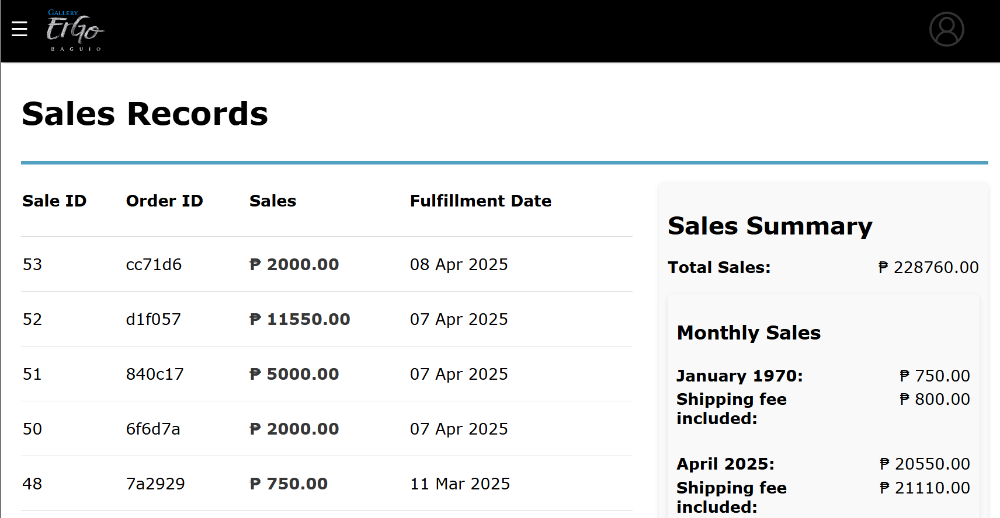 ☰
GALLERY
ErGo
BAGUIO
Sales Records
Sale ID Order ID Sales Fulfillment Date
53 cc71d6 ₱ 2000.00 08 Apr 2025
52 d1f057 ₱ 11550.00 07 Apr 2025
51 840c17 ₱ 5000.00 07 Apr 2025
50 6f6d7a ₱ 2000.00 07 Apr 2025
48 7a2929 ₱ 750.00 11 Mar 2025
Sales Summary
Total Sales: ₱ 228760.00
Monthly Sales
January 1970: ₱ 750.00
Shipping fee ₱ 800.00
included:
April 2025: ₱ 20550.00
Shipping fee ₱ 21110.00
included: